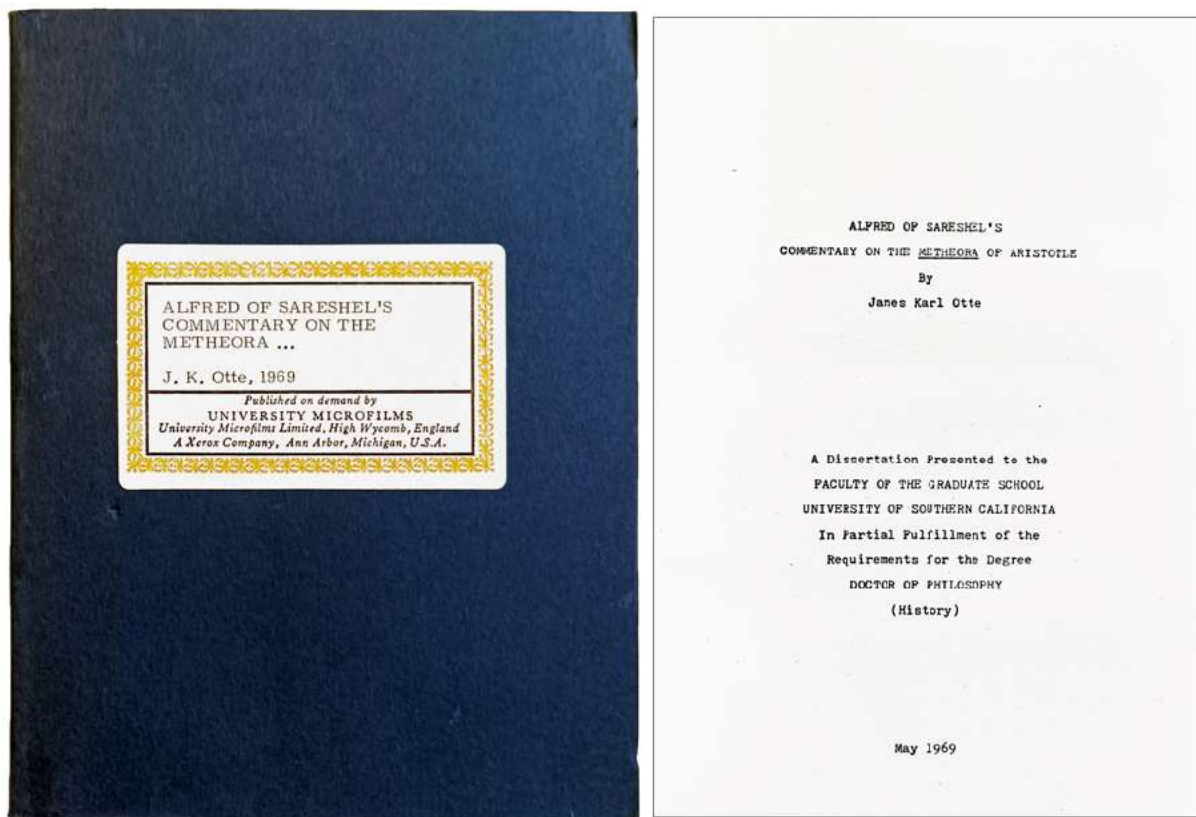 ALFRED OF SARESHEL'S
COMMENTARY ON THE
METHEORA ...
J. K. Otte, 1969
Published on demand by
UNIVERSITY MICROFILMS
University Microfilms Limited, High Wycomb, England
A Xerox Company, Ann Arbor, Michigan, U.S.A.
ALFRED OF SARESHEL'S
COMMENTARY ON THE METHEORA OF ARISTOTLE
By
James Karl Otte
A Dissertation Presented to the
FACULTY OF THE GRADUATE SCHOOL
UNIVERSITY OF SOUTHERN CALIFORNIA
In Partial Fulfillment of the
Requirements for the Degree
DOCTOR OF PHILOSOPHY
(History)
May 1969